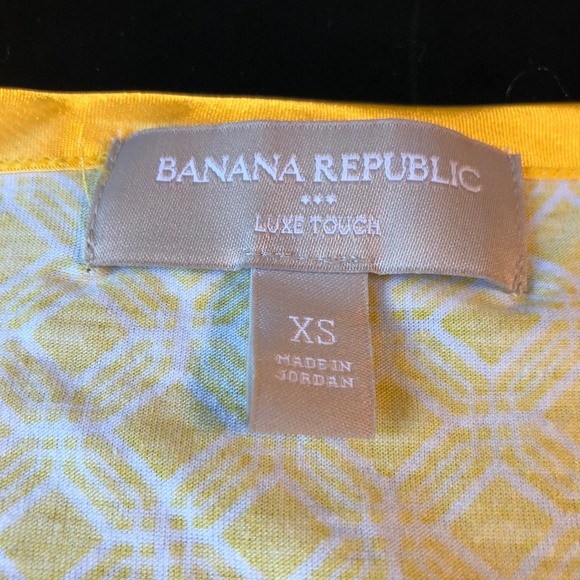 BANANA REPUBLIC
***
LUXE TOUCH
XS
MADE IN
JORDAN